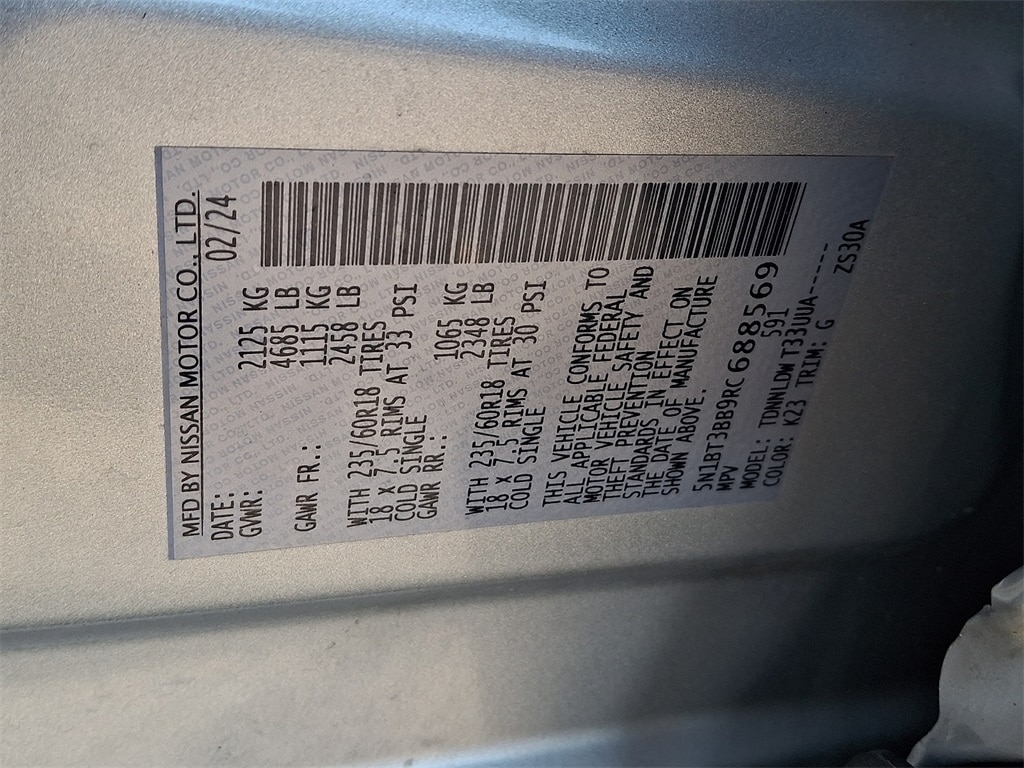 MFD BY NISSAN MOTOR CO., LTD.
DATE: 02/24
GVWR: 2125 KG
4685 LB
GAWR FR.: 1115 KG
2458 LB
WITH 235/60R18 TIRES
18 X 7.5 RIMS AT 33 PSI
COLD SINGLE
GAWR RR.: 1065 KG
2348 LB
WITH 235/60R18 TIRES
18 X 7.5 RIMS AT 30 PSI
COLD SINGLE
THIS VEHICLE CONFORMS TO
ALL APPLICABLE FEDERAL
MOTOR VEHICLE SAFETY AND
THEFT PREVENTION
STANDARDS IN EFFECT ON
THE DATE OF MANUFACTURE
SHOWN ABOVE.
5N1BT3BB9RC688569
MPV 591
MODEL: TDNNLDW T33UUA-----
COLOR: K23 TRIM: G ZS30A